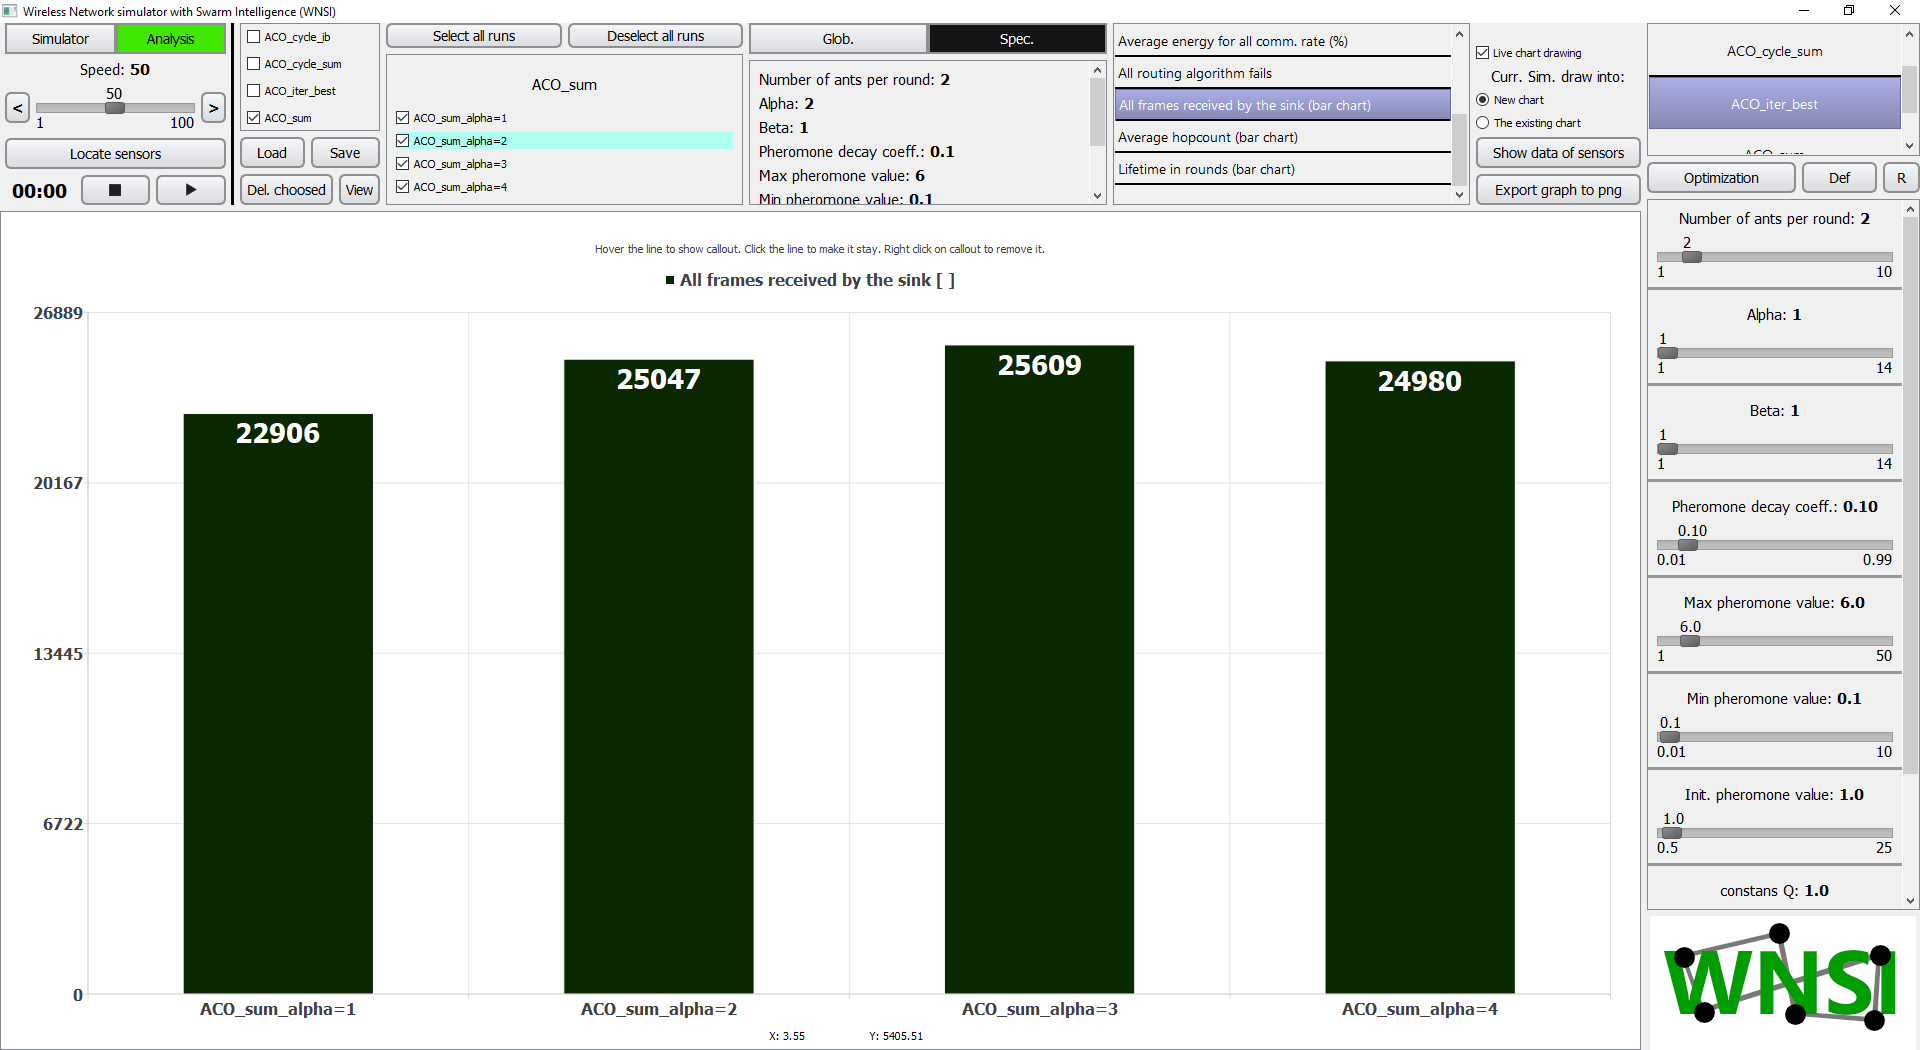 Wireless Network simulator with Swarm Intelligence (WNSI)
Simulator
Analysis
Speed: 50
50
<
>
1
100
Locate sensors
00:00
ACO_cycle_ib
ACO_cycle_sum
ACO_iter_best
ACO_sum
Load
Save
Del. choosed
View
Select all runs
Deselect all runs
ACO_sum
ACO_sum_alpha=1
ACO_sum_alpha=2
ACO_sum_alpha=3
ACO_sum_alpha=4
Glob.
Spec.
Number of ants per round: 2
Alpha: 2
Beta: 1
Pheromone decay coeff.: 0.1
Max pheromone value: 6
Min pheromone value: 0.1
Average energy for all comm. rate (%)
All routing algorithm fails
All frames received by the sink (bar chart)
Average hopcount (bar chart)
Lifetime in rounds (bar chart)
Live chart drawing
Curr. Sim. draw into:
New chart
The existing chart
Show data of sensors
Export graph to png
ACO_cycle_sum
ACO_iter_best
ACO_sum
Optimization
Def
R
Number of ants per round: 2
2
1
10
Alpha: 1
1
1
14
Beta: 1
1
1
14
Pheromone decay coeff.: 0.10
0.10
0.01
0.99
Max pheromone value: 6.0
6.0
1
50
Min pheromone value: 0.1
0.1
0.01
10
Init. pheromone value: 1.0
1.0
0.5
25
constans Q: 1.0
WNSI
Hover the line to show callout. Click the line to make it stay. Right click on callout to remove it.
All frames received by the sink [ ]
26889
20167
13445
6722
0
22906
25047
25609
24980
ACO_sum_alpha=1
ACO_sum_alpha=2
ACO_sum_alpha=3
ACO_sum_alpha=4
X: 3.55
Y: 5405.51